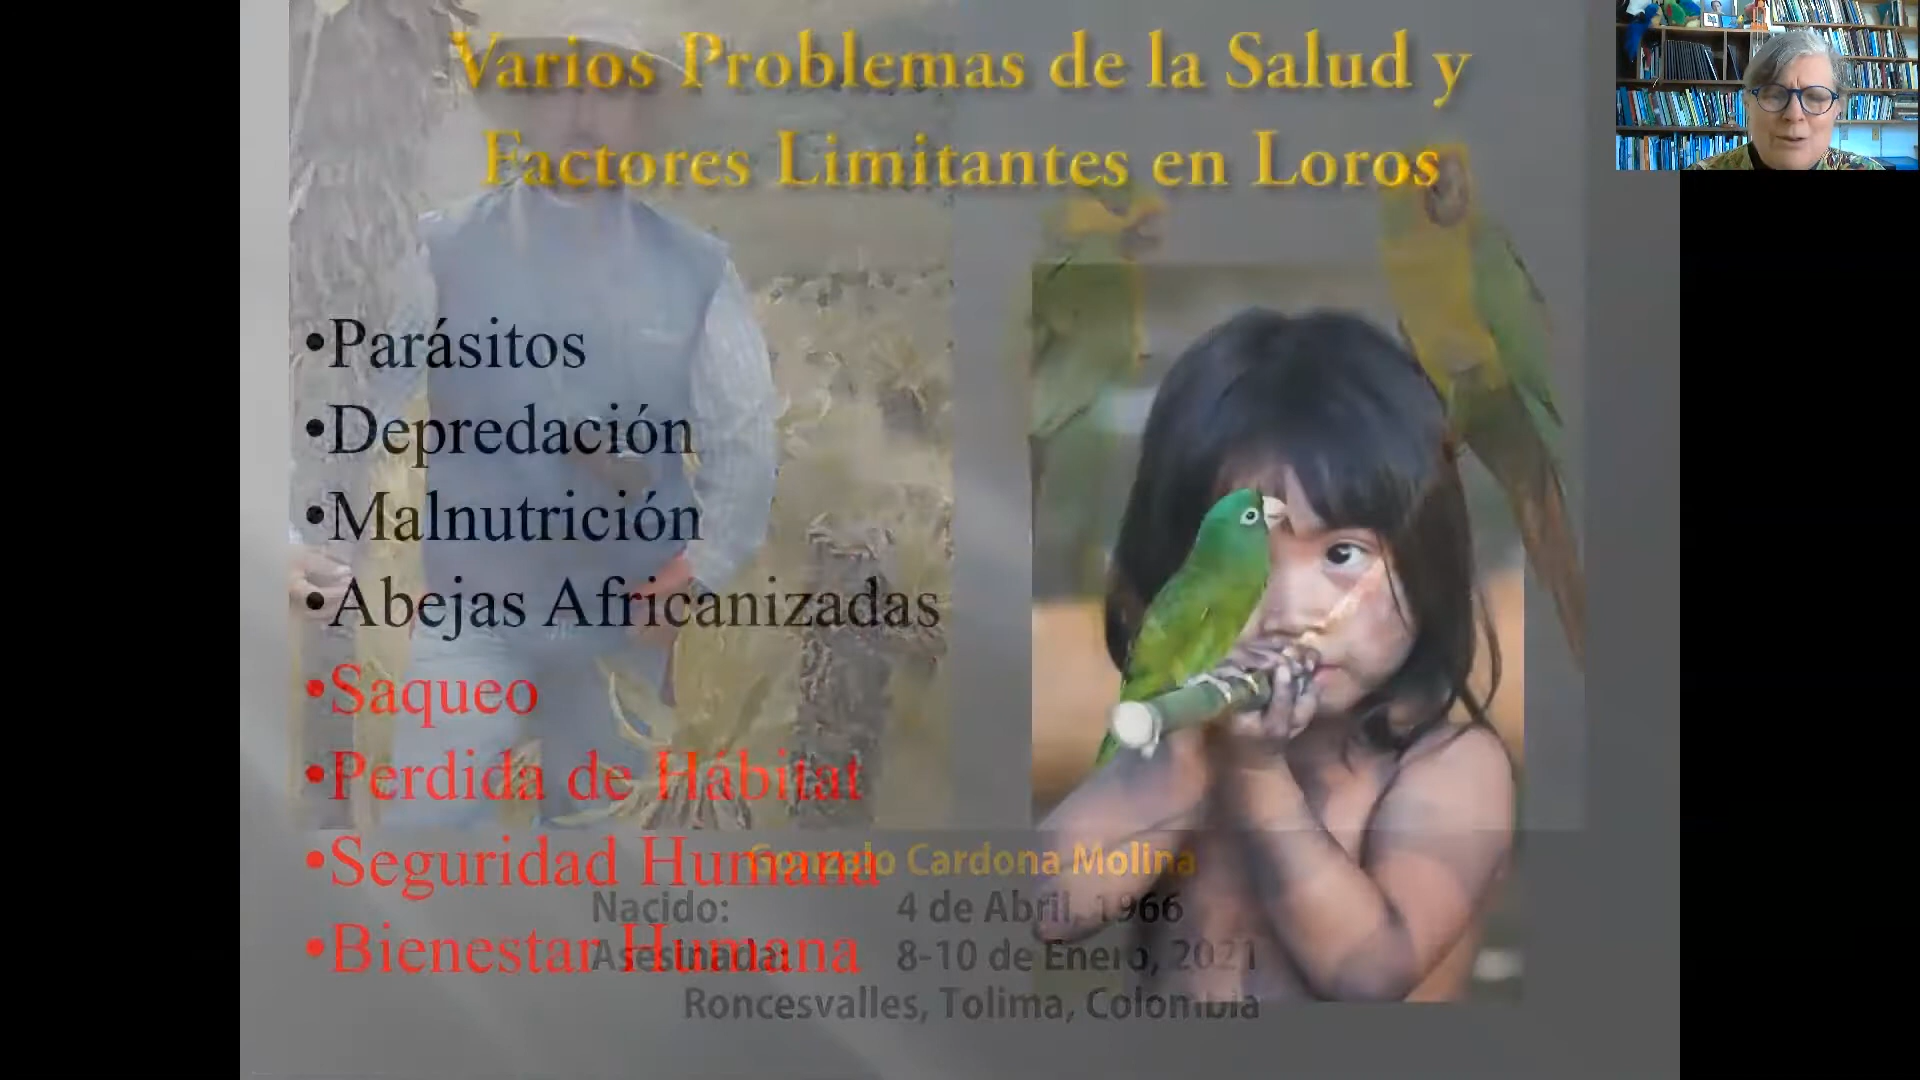 Varios Problemas de la Salud y
Factores Limitantes en Loros
•Parásitos
•Depredación
•Malnutrición
•Abejas Africanizadas
•Saqueo
•Perdida de Hábitat
•Seguridad Humana
•Bienestar Humana
Gonzalo Cardona Molina
Nacido: 4 de Abril, 1966
Asesinada: 8-10 de Enero, 2021
Roncesvalles, Tolima, Colombia